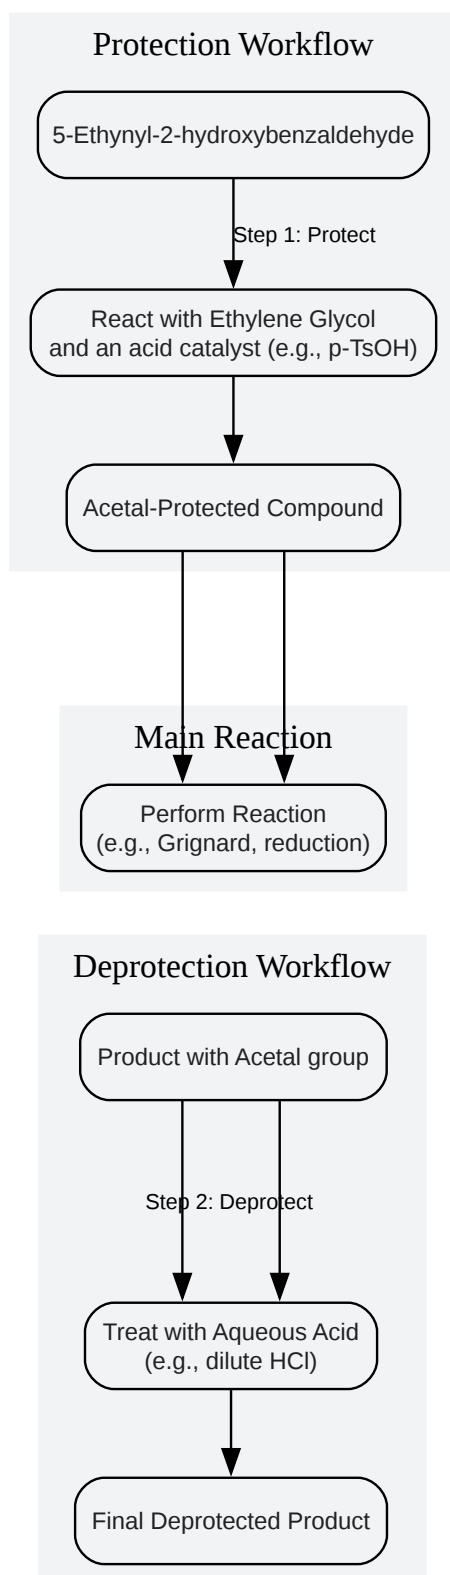 Protection Workflow
5-Ethynyl-2-hydroxybenzaldehyde
Step 1: Protect
React with Ethylene Glycol
and an acid catalyst (e.g., p-TsOH)
Acetal-Protected Compound
Main Reaction
Perform Reaction
(e.g., Grignard, reduction)
Deprotection Workflow
Product with Acetal group
Step 2: Deprotect
Treat with Aqueous Acid
(e.g., dilute HCl)
Final Deprotected Product